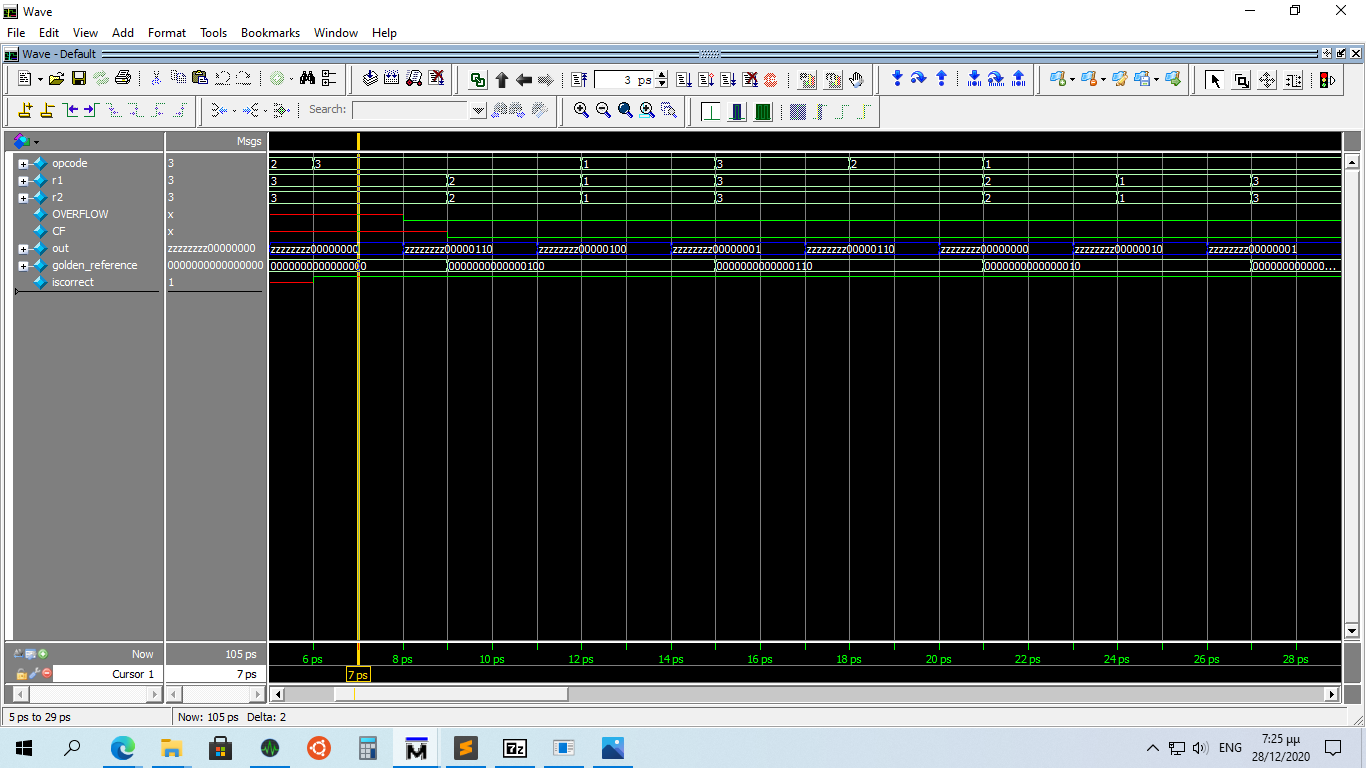 Wave
File Edit View Add Format Tools Bookmarks Window Help
Wave - Default
3 ps
Search:
Msgs
opcode 3 2 3 1 3 2 1
r1 3 3 2 1 3 2 1 3
r2 3 3 2 1 3 2 1 3
OVERFLOW x
CF x
out zzzzzzzz00000000 zzzzzzzz00000000 zzzzzzzz00000110 zzzzzzzz00000100 zzzzzzzz00000001 zzzzzzzz00000110 zzzzzzzz00000000 zzzzzzzz00000010 zzzzzzzz00000001
golden_reference 0000000000000000 0000000000000000 0000000000000100 0000000000000110 0000000000000010 000000000000...
iscorrect 1
Now 105 ps 6 ps 8 ps 10 ps 12 ps 14 ps 16 ps 18 ps 20 ps 22 ps 24 ps 26 ps 28 ps
Cursor 1 7 ps 7 ps
5 ps to 29 ps Now: 105 ps Delta: 2
7z ENG 7:25 μμ
28/12/2020